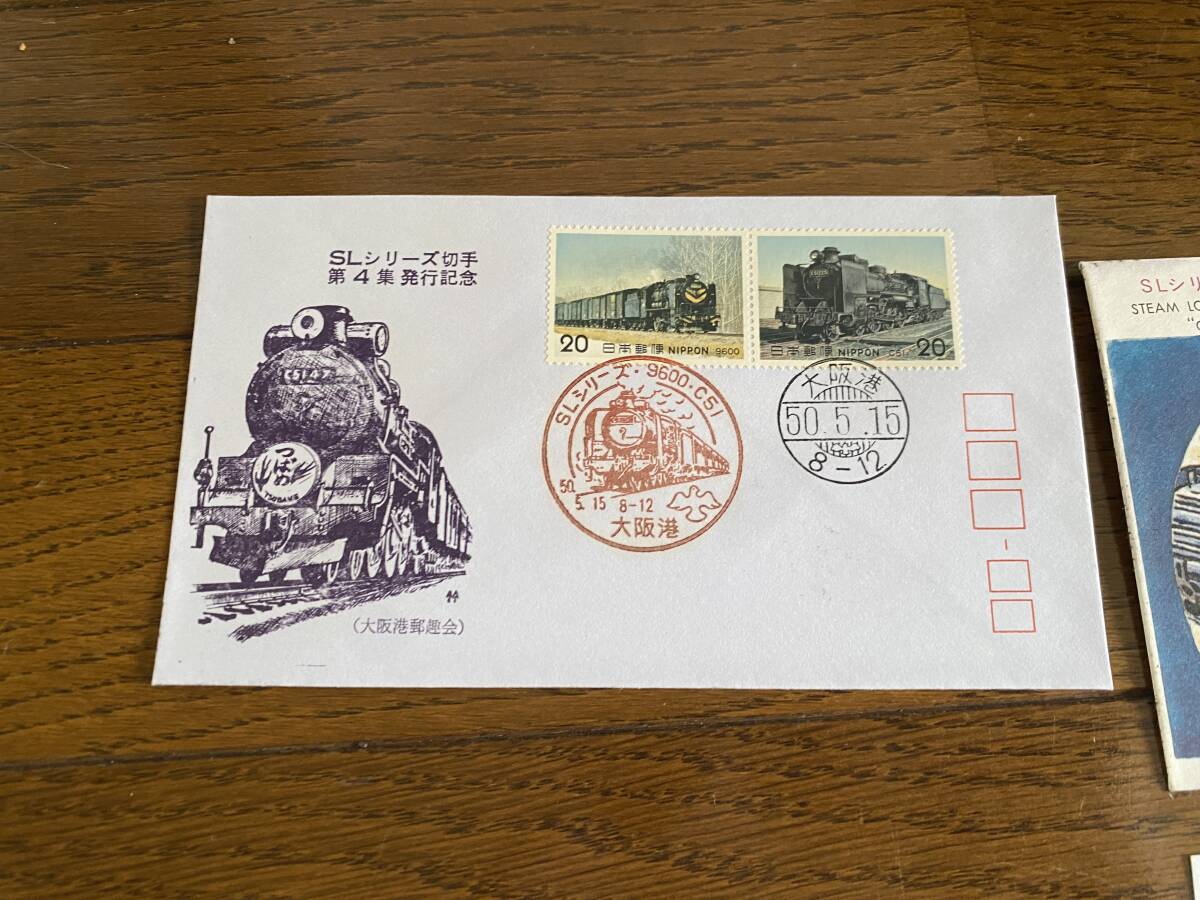 SLシリーズ切手
第4集 発行記念
C5147
つばめ
TSUBAME
(大阪港郵趣会)
20 日本郵便 NIPPON 9600
日本郵便 NIPPON C51 20
SLシリーズ・9600・C51
50.
5.15 8-12
大阪港
大阪港
50.5.15
8-12
SLシリ
STEAM LO